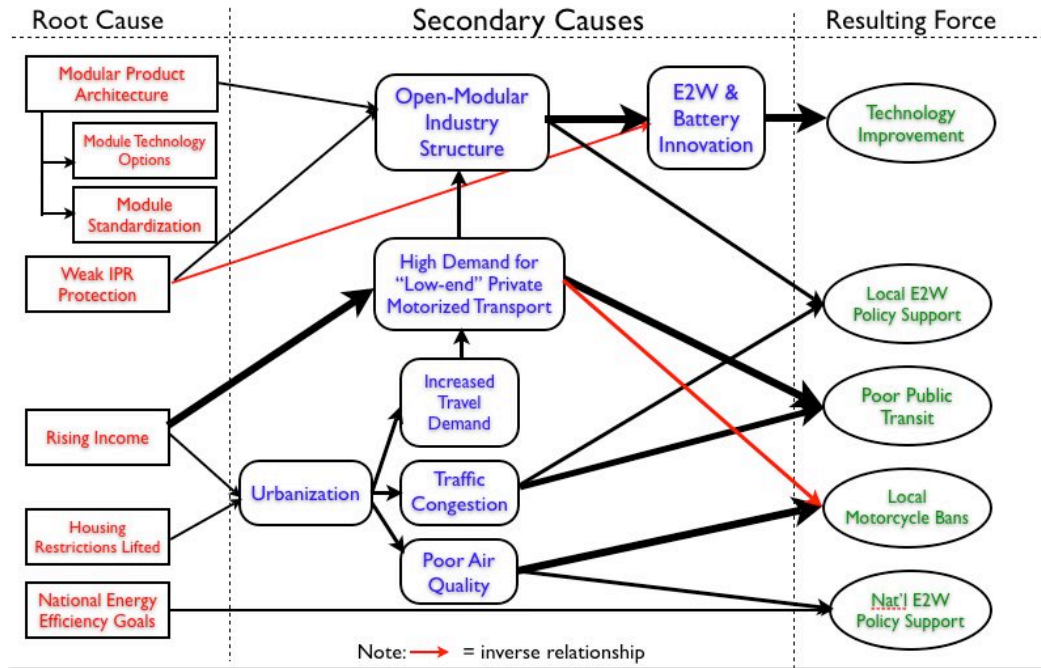 Root Cause
Secondary Causes
Resulting Force
Modular Product
Architecture
Module Technology
Options
Module
Standardization
Weak IPR
Protection
Rising Income
Housing
Restrictions Lifted
National Energy
Efficiency Goals
Open-Modular
Industry
Structure
E2W &
Battery
Innovation
High Demand for
“Low-end” Private
Motorized Transport
Increased
Travel
Demand
Urbanization
Traffic
Congestion
Poor Air
Quality
Technology
Improvement
Local E2W
Policy Support
Poor Public
Transit
Local
Motorcycle Bans
Nat'l E2W
Policy Support
Note: = inverse relationship